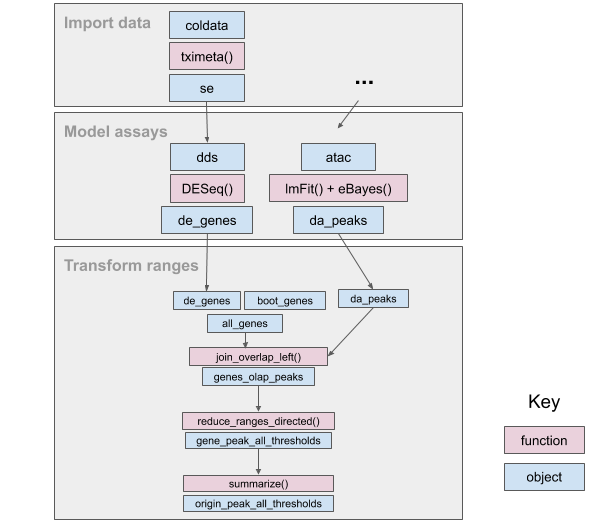 Import data
coldata
tximeta()
se
...
Model assays
dds
atac
DESeq()
lmFit() + eBayes()
de_genes
da_peaks
Transform ranges
de_genes
boot_genes
da_peaks
all_genes
join_overlap_left()
genes_olap_peaks
reduce_ranges_directed()
gene_peak_all_thresholds
summarize()
origin_peak_all_thresholds
Key
function
object